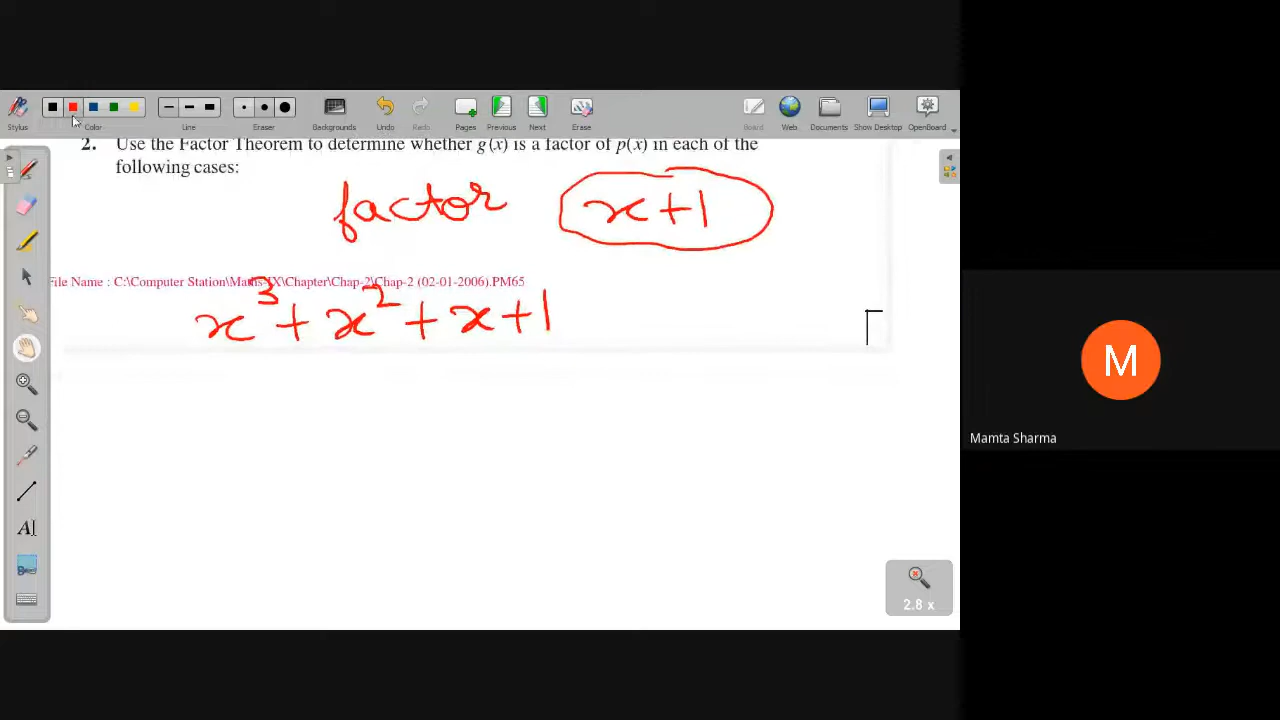 Stylus Color Line Eraser Backgrounds Undo Redo Pages Previous Next Erase Board Web Documents Show Desktop OpenBoard
2. Use the Factor Theorem to determine whether g(x) is a factor of p(x) in each of the
following cases:
factor x+1
File Name : C:\Computer Station\Maths-IX\Chapter\Chap-2\Chap-2 (02-01-2006).PM65
x³+x²+x+1
M
Mamta Sharma
2.8 x